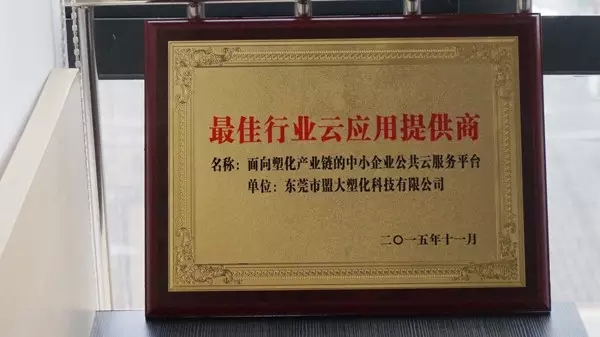 最佳行业云应用提供商
名称：面向塑化产业链的中小企业公共云服务平台
单位：东莞市盟大塑化科技有限公司
二〇一五年十一月